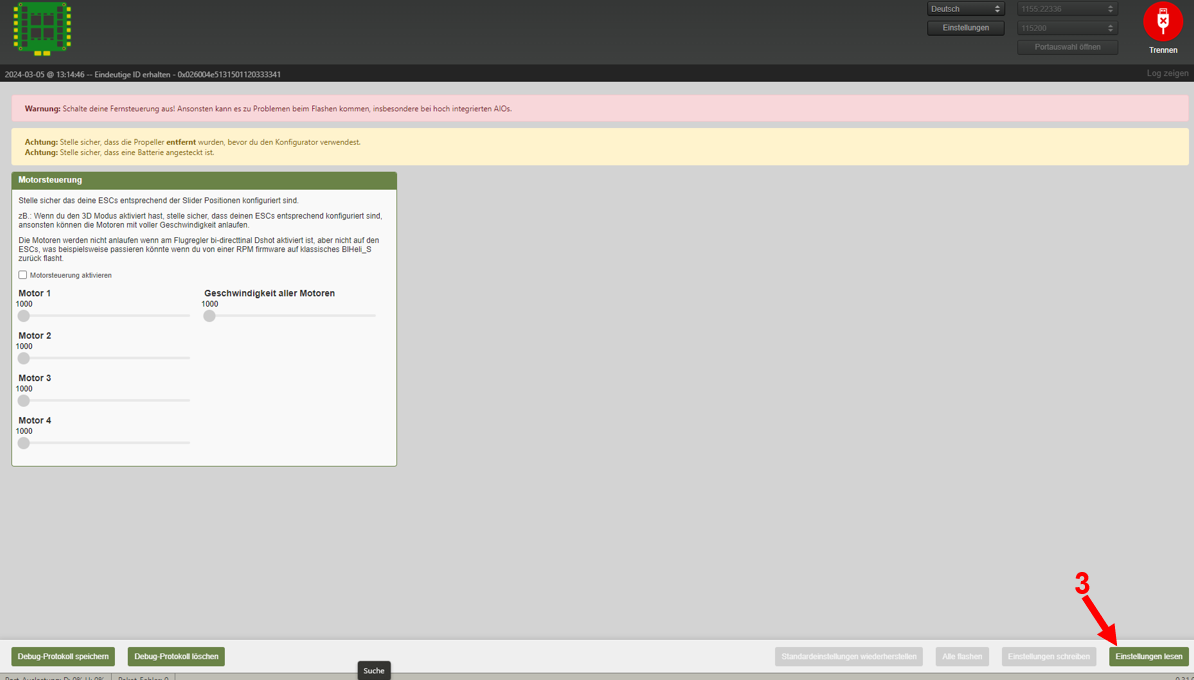 Deutsch
1155:22336
Einstellungen
115200
Portauswahl öffnen
Trennen
2024-03-05 @ 13:14:46 -- Eindeutige ID erhalten - 0x026004e5131501120333341
Log zeigen
Warnung: Schalte deine Fernsteuerung aus! Ansonsten kann es zu Problemen beim Flashen kommen, insbesondere bei hoch integrierten AIOs.
Achtung: Stelle sicher, dass die Propeller entfernt wurden, bevor du den Konfigurator verwendest.
Achtung: Stelle sicher, dass eine Batterie angesteckt ist.
Motorsteuerung
Stelle sicher das deine ESCs entsprechend der Slider Positionen konfiguriert sind.
zB.: Wenn du den 3D Modus aktiviert hast, stelle sicher, dass deinen ESCs entsprechend konfiguriert sind,
ansonsten können die Motoren mit voller Geschwindigkeit anlaufen.
Die Motoren werden nicht anlaufen wenn am Flugregler bi-directtinal Dshot aktiviert ist, aber nicht auf den
ESCs, was beispielsweise passieren könnte wenn du von einer RPM firmware auf klassisches BlHeli_S
zurück flasht.
Motorsteuerung aktivieren
Motor 1
1000
Geschwindigkeit aller Motoren
1000
Motor 2
1000
Motor 3
1000
Motor 4
1000
3
Debug-Protokoll speichern
Debug-Protokoll löschen
Standardeinstellungen wiederherstellen
Alle flashen
Einstellungen schreiben
Einstellungen lesen
Suche
Port-Auslastung: D: 0% U: 0%
Paket-Fehler: 0